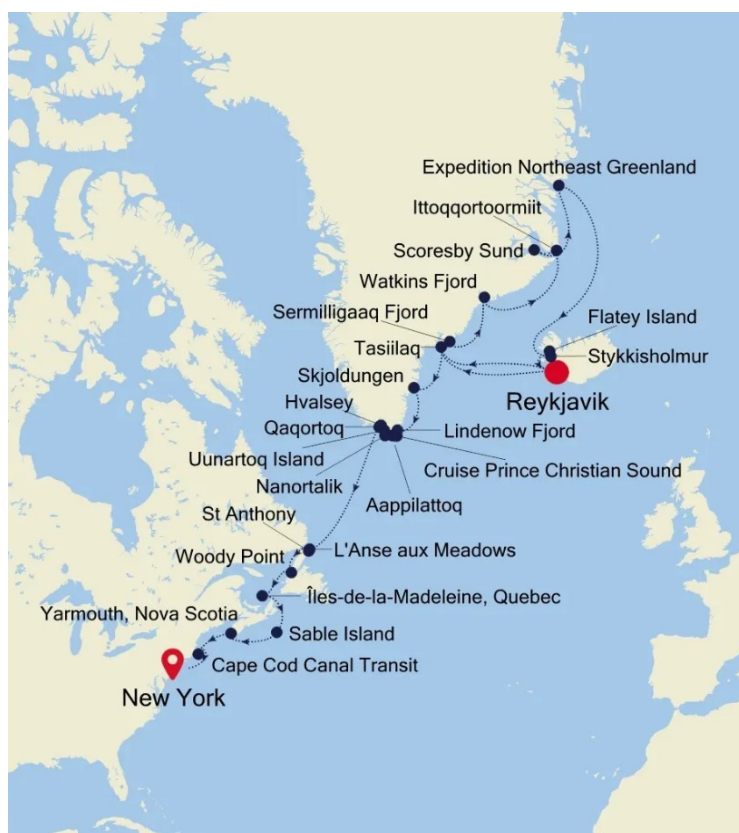 Expedition Northeast Greenland
Ittoqqortoormiit
Scoresby Sund
Watkins Fjord
Sermilligaaq Fjord
Flatey Island
Tasiilaq
Stykkisholmur
Skjoldungen
Reykjavik
Hvalsey
Qaqortoq
Lindenow Fjord
Uunartoq Island
Cruise Prince Christian Sound
Nanortalik
Aappilattoq
St Anthony
L'Anse aux Meadows
Woody Point
Îles-de-la-Madeleine, Quebec
Yarmouth, Nova Scotia
Sable Island
Cape Cod Canal Transit
New York